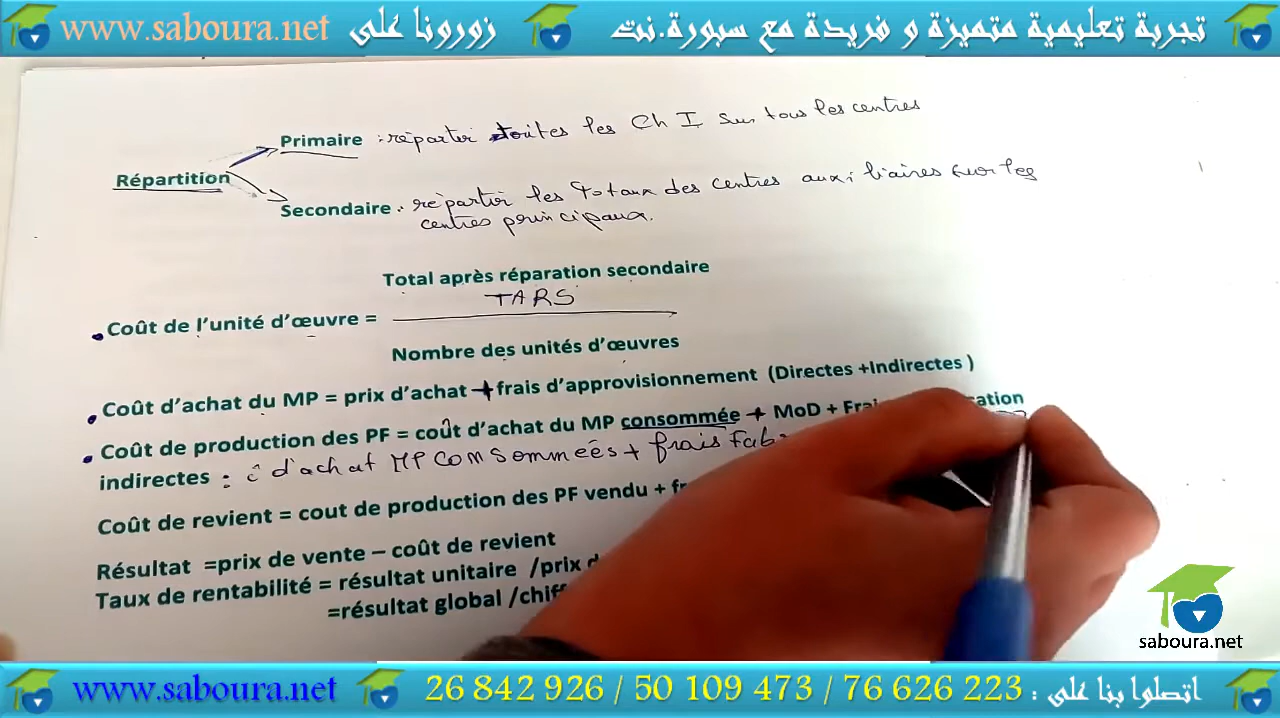 www.saboura.net زورونا على تجربة تعليمية متميزة و فريدة مع سبورة.نت
Primaire : répartir toutes les Ch I sur tous les centres
Répartition
Secondaire : répartir les totaux des centres auxiliaires sur les
centres principaux.
Total après réparation secondaire
TARS
Coût de l'unité d'œuvre =
Nombre des unités d'œuvres
Coût d'achat du MP = prix d'achat + frais d'approvisionnement (Directes +Indirectes )
Coût de production des PF = coût d'achat du MP consommée + MoD + Frais
indirectes : c d'achat MP consommées + frais
Coût de revient = cout de production des PF vendu +
Résultat =prix de vente – coût de revient
Taux de rentabilité = résultat unitaire /prix
=résultat global
saboura.net
www.saboura.net 26 842 926 / 50 109 473 / 76 626 223 : اتصلوا بنا على